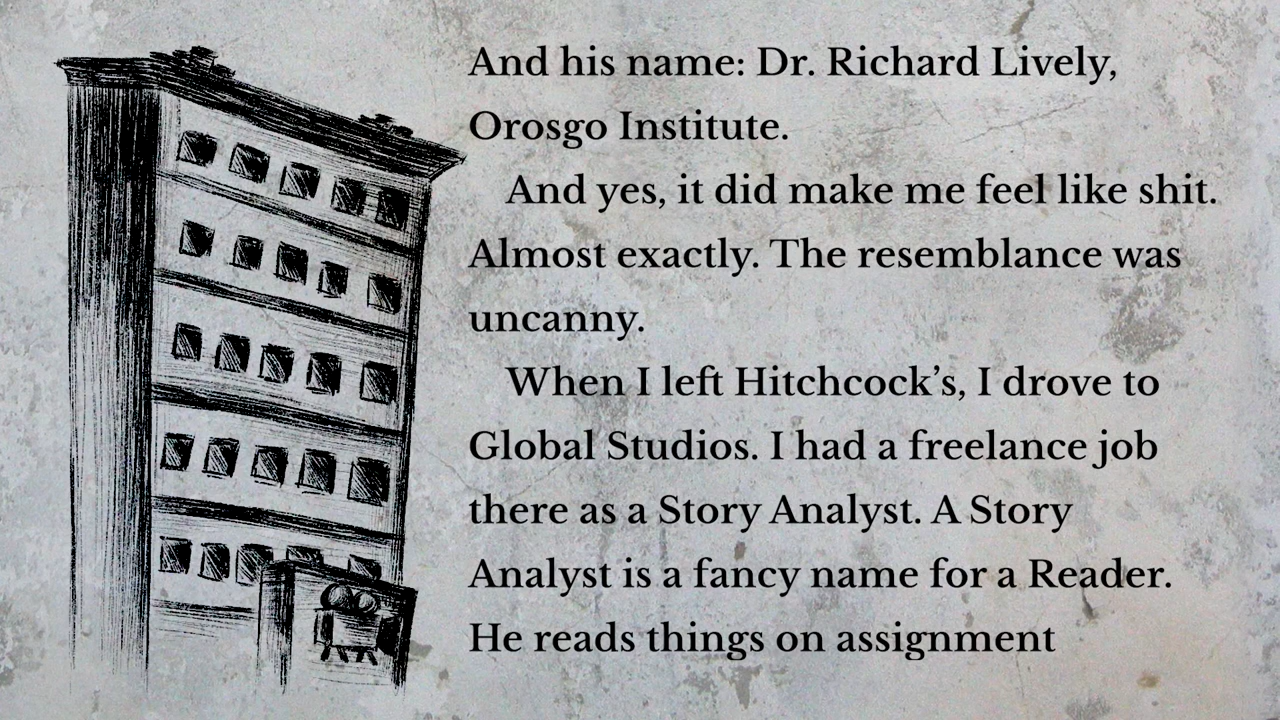 And his name: Dr. Richard Lively,
Orosgo Institute.
And yes, it did make me feel like shit.
Almost exactly. The resemblance was
uncanny.
When I left Hitchcock’s, I drove to
Global Studios. I had a freelance job
there as a Story Analyst. A Story
Analyst is a fancy name for a Reader.
He reads things on assignment